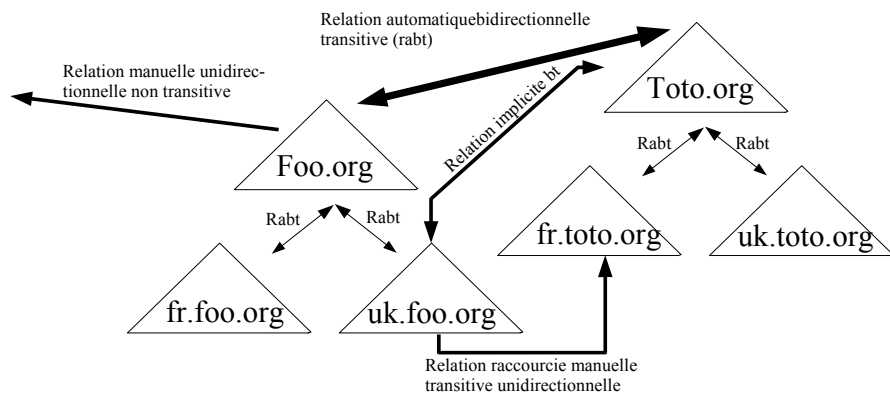 Relation automatiquebidirectionnelle
transitive (rabt)
Relation manuelle unidirec-
ctionnelle non transitive
Relation implicite bt
Toto.org
Foo.org
Rabt
Rabt
Rabt
Rabt
fr.toto.org
uk.toto.org
fr.foo.org
uk.foo.org
Relation raccourcie manuelle
transitive unidirectionnelle